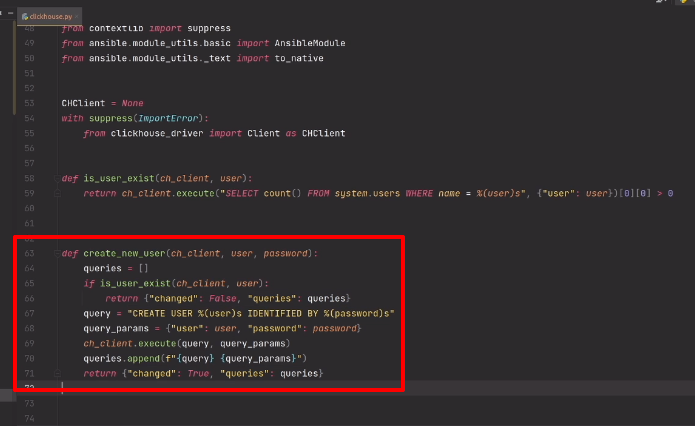 clickhouse.py
48 from contextlib import suppress
49 from ansible.module_utils.basic import AnsibleModule
50 from ansible.module_utils._text import to_native
51
52
53 CHClient = None
54 with suppress(ImportError):
55     from clickhouse_driver import Client as CHClient
56
57
58 def is_user_exist(ch_client, user):
59     return ch_client.execute("SELECT count() FROM system.users WHERE name = %(user)s", {"user": user})[0][0] > 0
60
61
62
63 def create_new_user(ch_client, user, password):
64     queries = []
65     if is_user_exist(ch_client, user):
66         return {"changed": False, "queries": queries}
67     query = "CREATE USER %(user)s IDENTIFIED BY %(password)s"
68     query_params = {"user": user, "password": password}
69     ch_client.execute(query, query_params)
70     queries.append(f"{query} {query_params}")
71     return {"changed": True, "queries": queries}
72
73
74